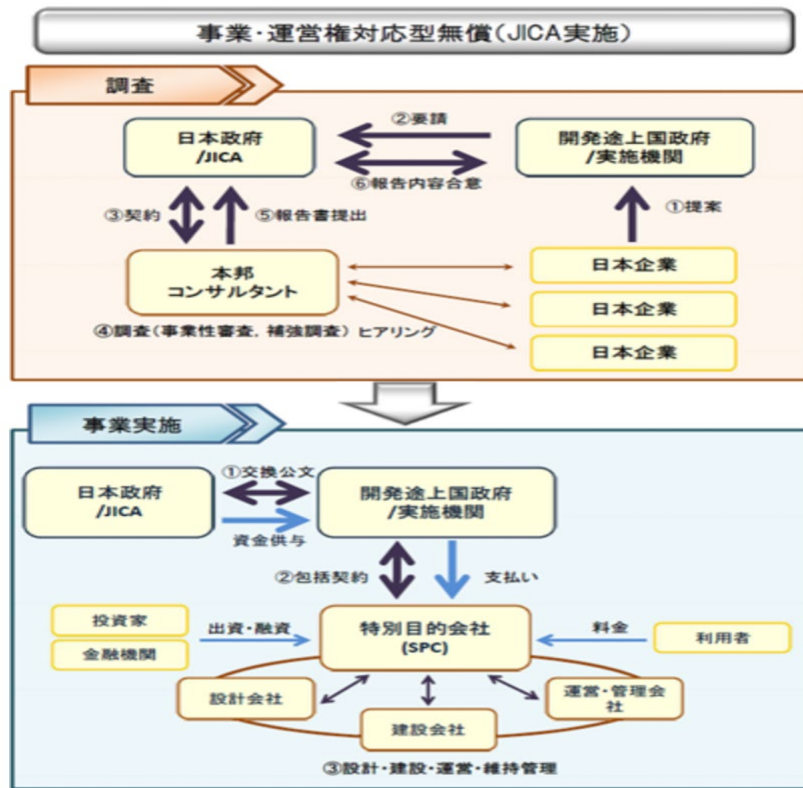 事業・運営権対応型無償(JICA実施)
調査
日本政府
/JICA
②要請
⑥報告内容合意
開発途上国政府
/実施機関
③契約
⑤報告書提出
①提案
本邦
コンサルタント
日本企業
日本企業
日本企業
④調査(事業性審査, 補強調査) ヒアリング
事業実施
日本政府
/JICA
①交換公文
資金供与
開発途上国政府
/実施機関
②包括契約
支払い
投資家
金融機関
出資・融資
特別目的会社
(SPC)
料金
利用者
設計会社
建設会社
運営・管理会
社
③設計・建設・運営・維持管理